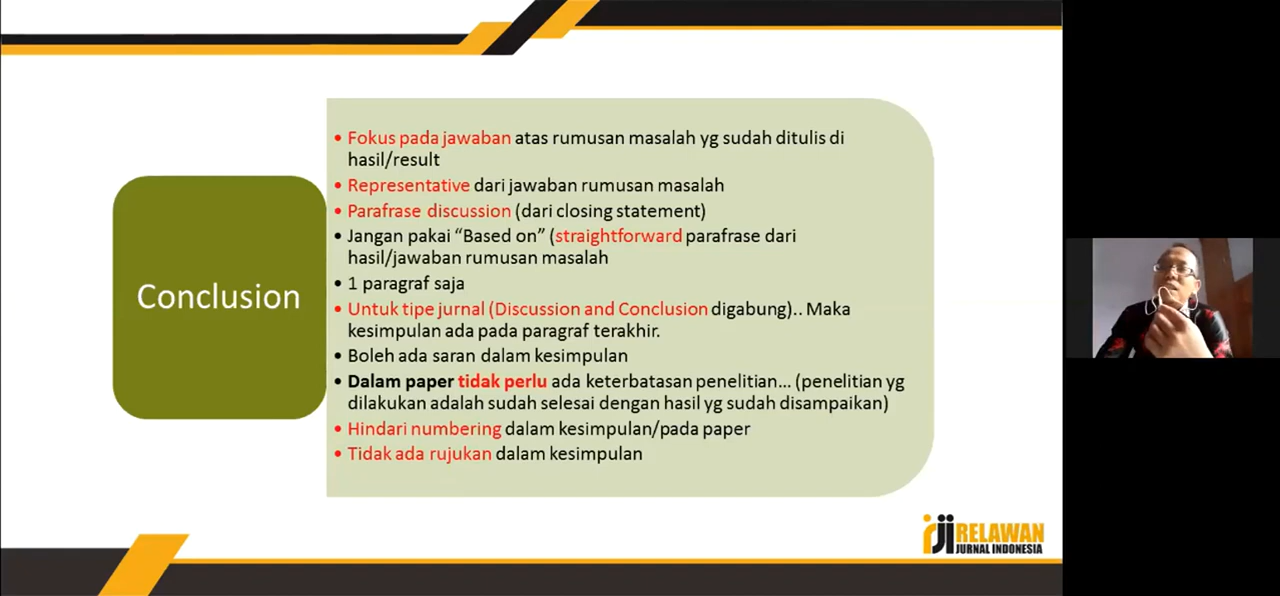 Conclusion
• Fokus pada jawaban atas rumusan masalah yg sudah ditulis di
hasil/result
• Representative dari jawaban rumusan masalah
• Parafrase discussion (dari closing statement)
• Jangan pakai “Based on” (straightforward parafrase dari
hasil/jawaban rumusan masalah
• 1 paragraf saja
• Untuk tipe jurnal (Discussion and Conclusion digabung).. Maka
kesimpulan ada pada paragraf terakhir.
• Boleh ada saran dalam kesimpulan
• Dalam paper tidak perlu ada keterbatasan penelitian... (penelitian yg
dilakukan adalah sudah selesai dengan hasil yg sudah disampaikan)
• Hindari numbering dalam kesimpulan/pada paper
• Tidak ada rujukan dalam kesimpulan
rji RELAWAN
JURNAL INDONESIA